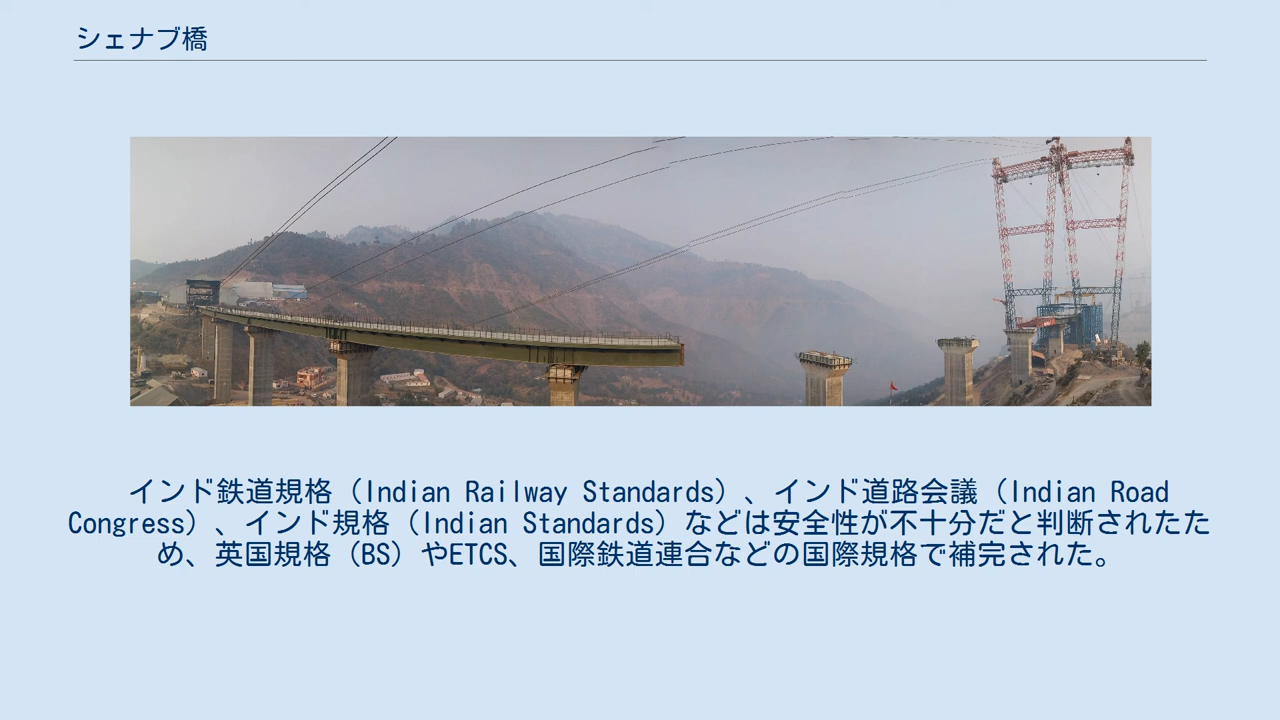 シェナブ橋
インド鉄道規格（Indian Railway Standards）、インド道路会議（Indian Road
Congress）、インド規格（Indian Standards）などは安全性が不十分だと判断されたた
め、英国規格（BS）やETCS、国際鉄道連合などの国際規格で補完された。